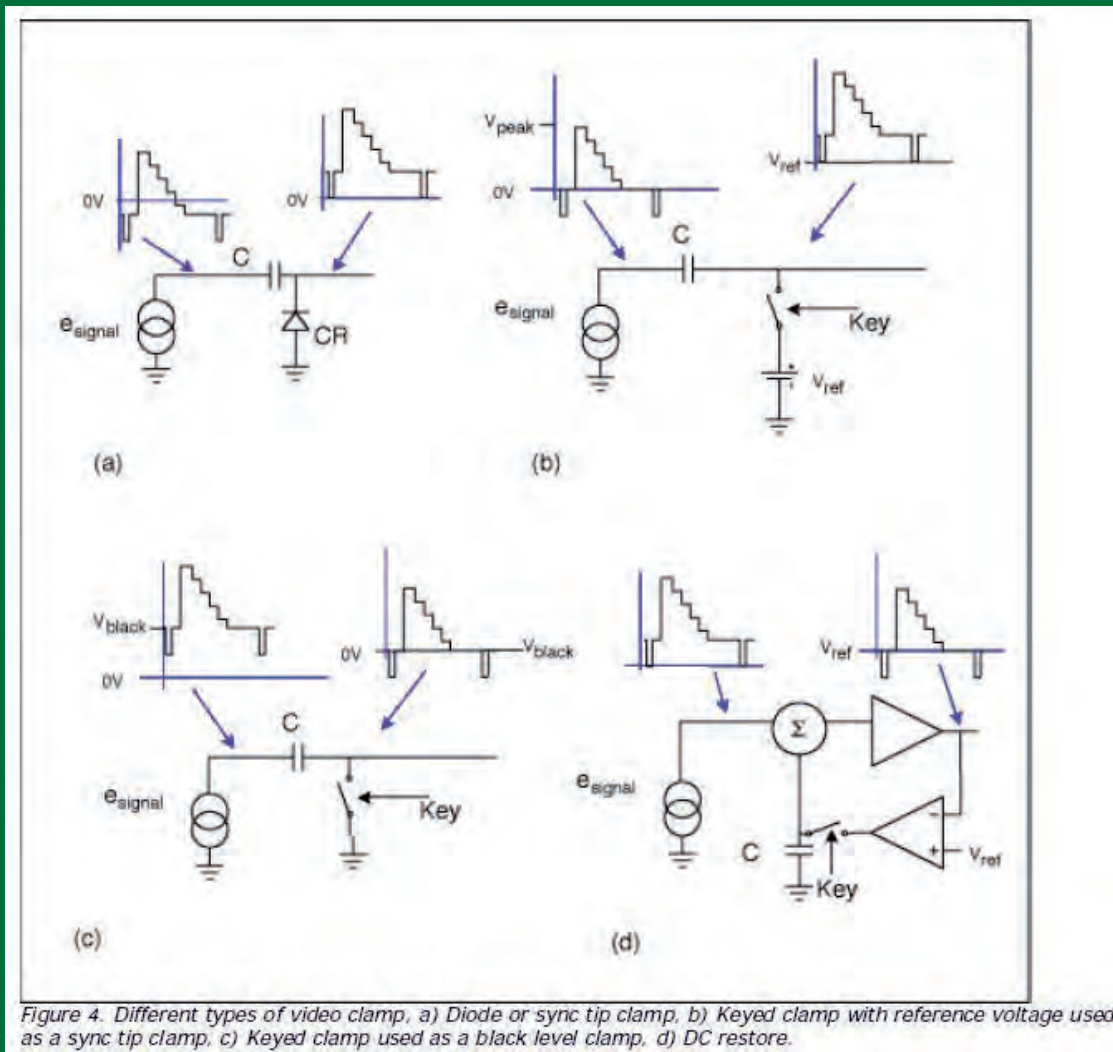 0V
0V
C
e_signal
CR
(a)
V_peak
0V
V_ref
C
e_signal
Key
+
V_ref
(b)
V_black
0V
0V
V_black
C
e_signal
Key
(c)
V_ref
Σ
e_signal
−
+
V_ref
C
Key
(d)
Figure 4. Different types of video clamp, a) Diode or sync tip clamp, b) Keyed clamp with reference voltage used
as a sync tip clamp, c) Keyed clamp used as a black level clamp, d) DC restore.